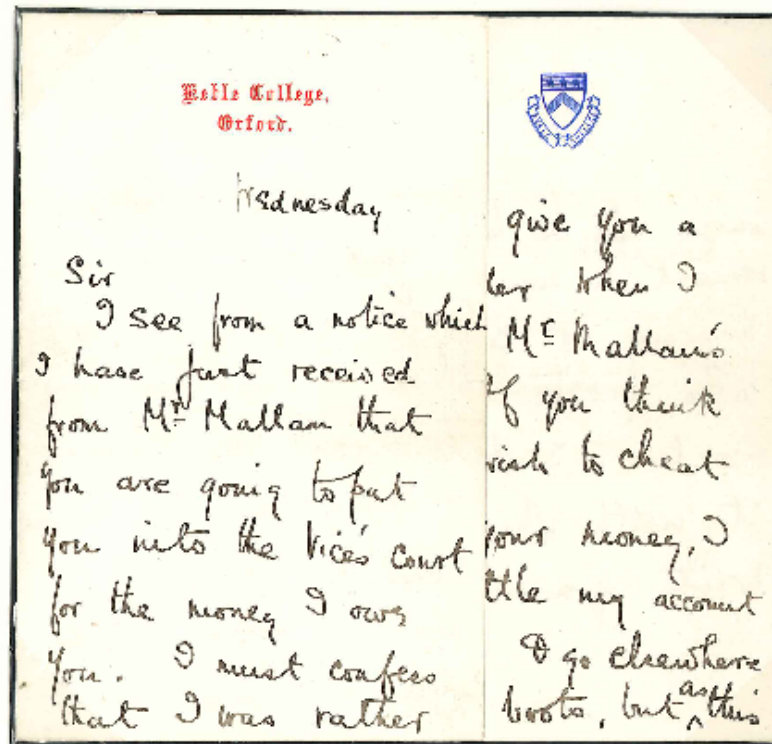 Keble College,
Oxford.
Wednesday
Sir
I see from a notice which
I have just received
from Mr Mallam that
you are going to put
you into the Vice's Court
for the money I owe
you. I must confess
that I was rather
give you a
when I
Mr Mallam's
If you think
wish to cheat
your money, I
ttle my account
& go elsewhere
boots, but as this